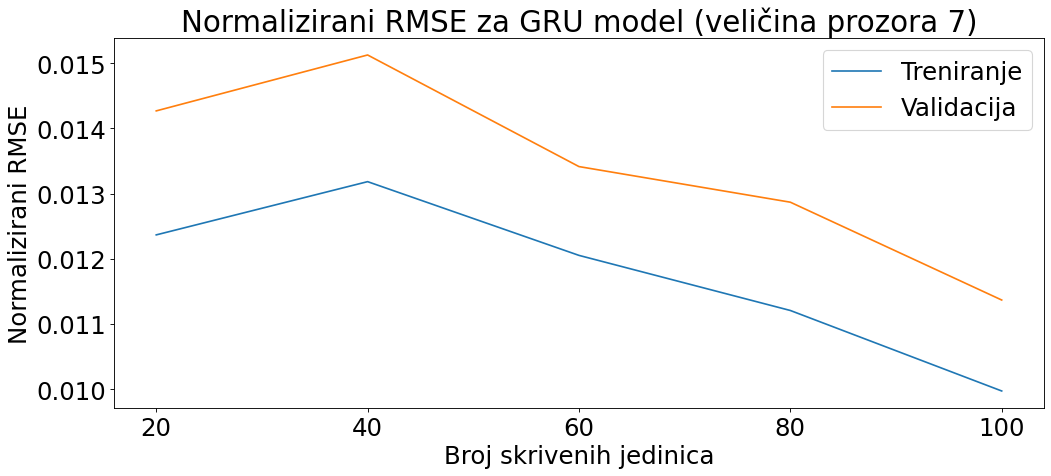 Normalizirani RMSE za GRU model (veličina prozora 7)
Treniranje
Validacija
Normalizirani RMSE
0.015
0.014
0.013
0.012
0.011
0.010
20 40 60 80 100
Broj skrivenih jedinica